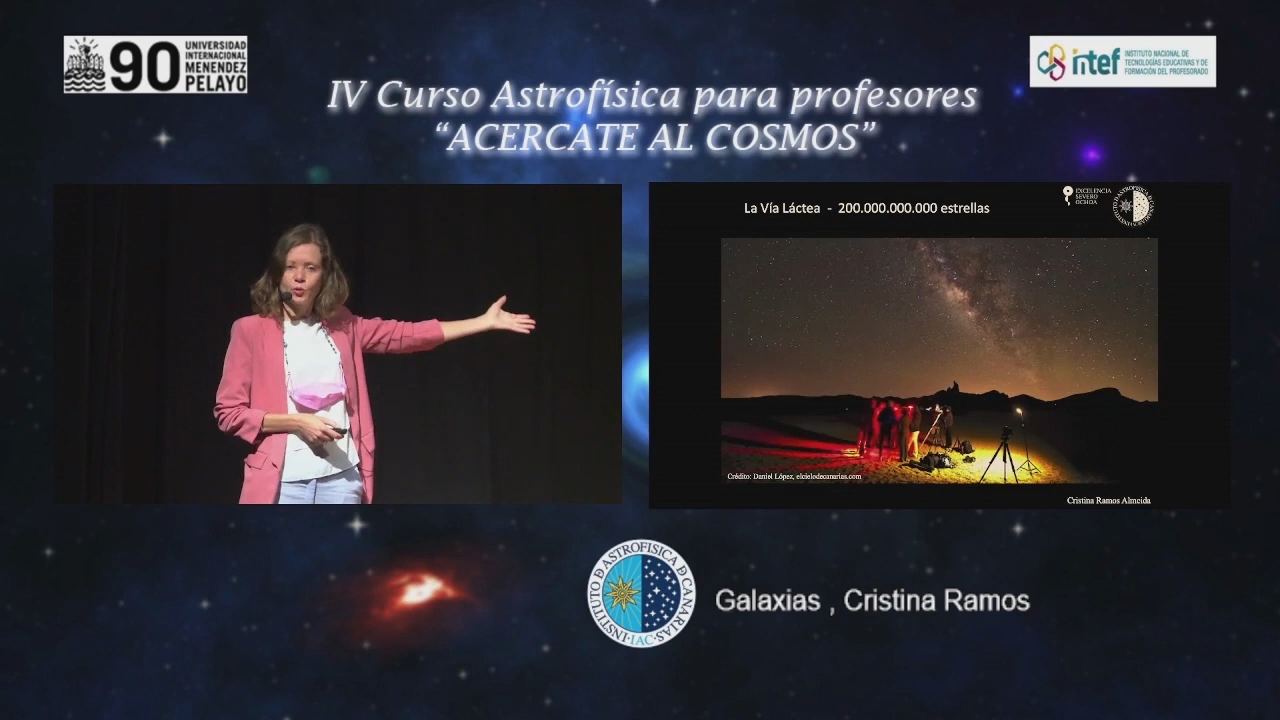 90
UNIVERSIDAD
INTERNACIONAL
MENENDEZ
PELAYO
intef
INSTITUTO NACIONAL DE
TECNOLOGÍAS EDUCATIVAS Y DE
FORMACIÓN DEL PROFESORADO
IV Curso Astrofísica para profesores
“ACERCATE AL COSMOS”
La Vía Láctea - 200.000.000.000 estrellas
EXCELENCIA
SEVERO
OCHOA
Crédito: Daniel López, elcielodecanarias.com
Cristina Ramos Almeida
INSTITUTO D ASTROFISICA D CANARIAS
IAC
Galaxias , Cristina Ramos